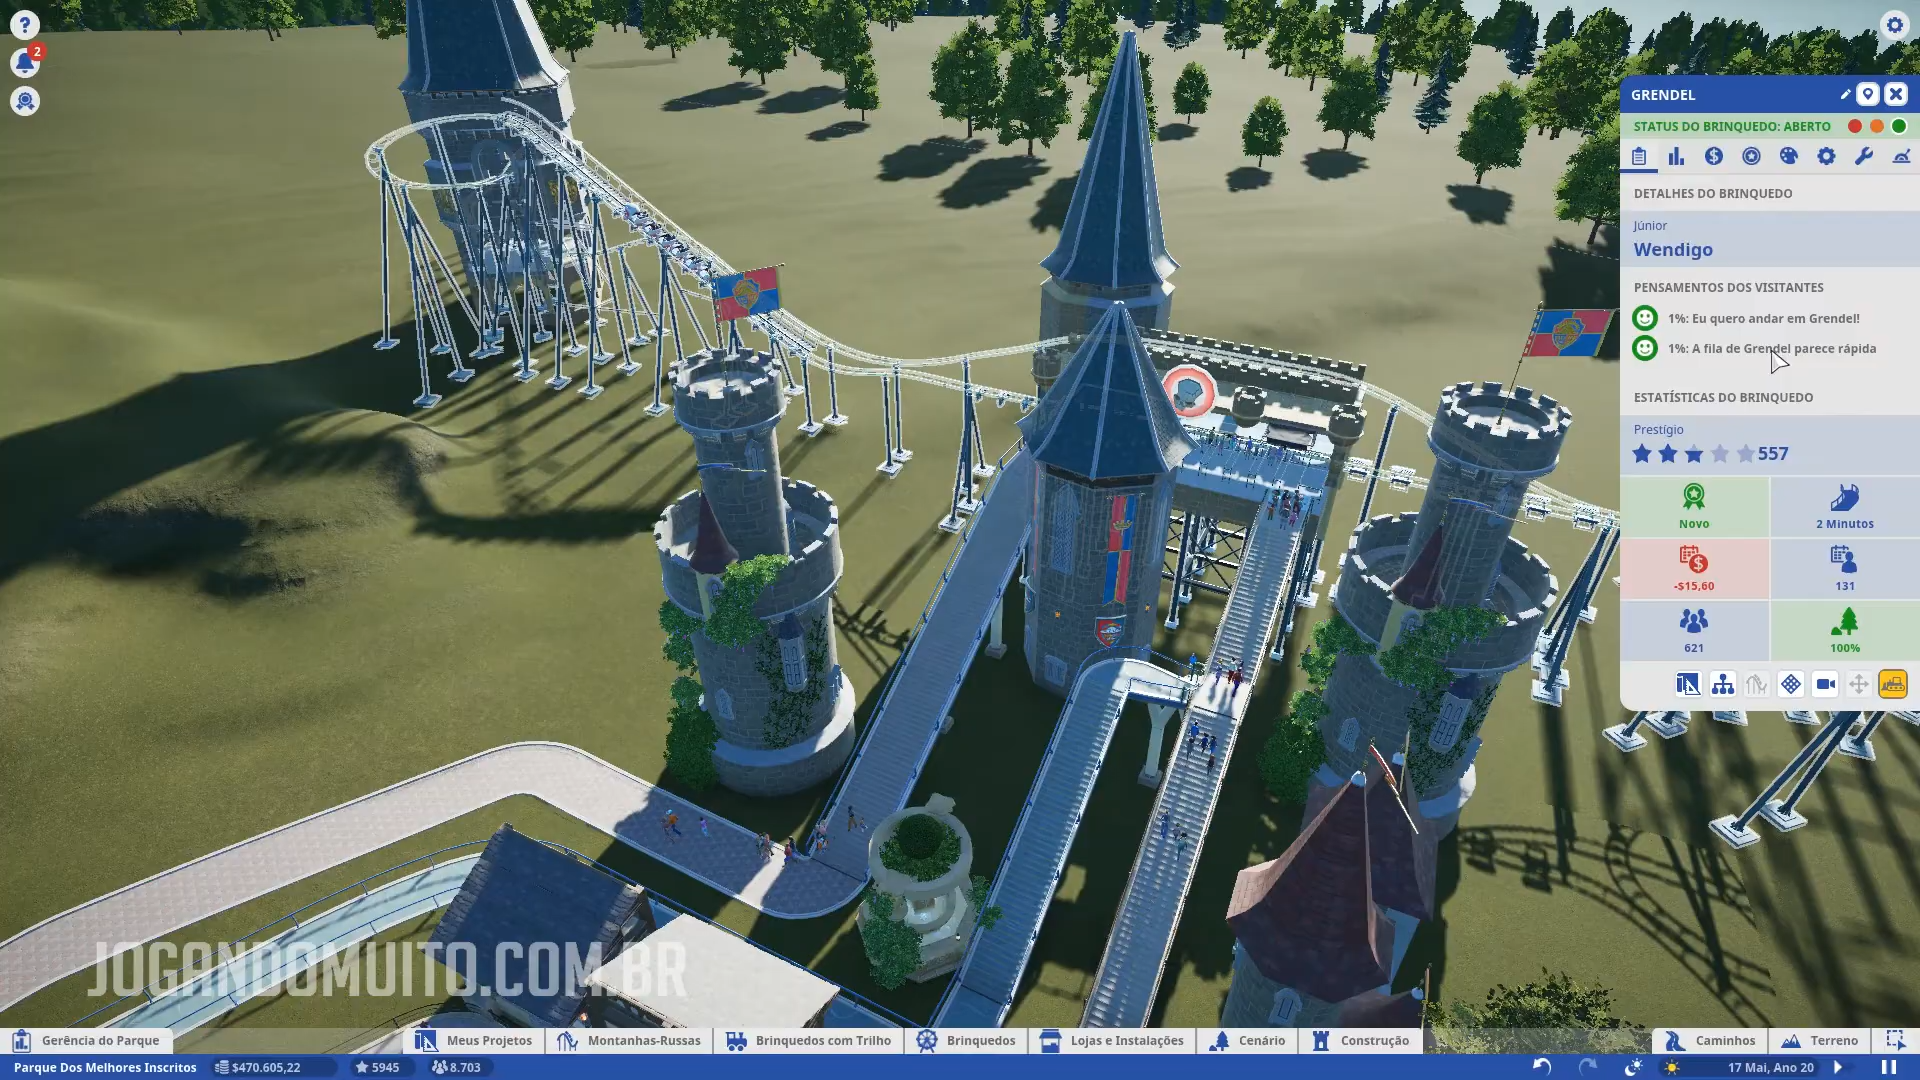 ?
2
GRENDEL
STATUS DO BRINQUEDO: ABERTO
DETALHES DO BRINQUEDO
Júnior
Wendigo
PENSAMENTOS DOS VISITANTES
1%: Eu quero andar em Grendel!
1%: A fila de Grendel parece rápida
ESTATÍSTICAS DO BRINQUEDO
Prestígio
557
Novo
2 Minutos
-$15,60
131
621
100%
JOGANDOMUITO.COM.BR
Gerência do Parque
Meus Projetos
Montanhas-Russas
Brinquedos com Trilho
Brinquedos
Lojas e Instalações
Cenário
Construção
Caminhos
Terreno
Parque Dos Melhores Inscritos
$470.605,22
5945
8.703
17 Mai, Ano 20